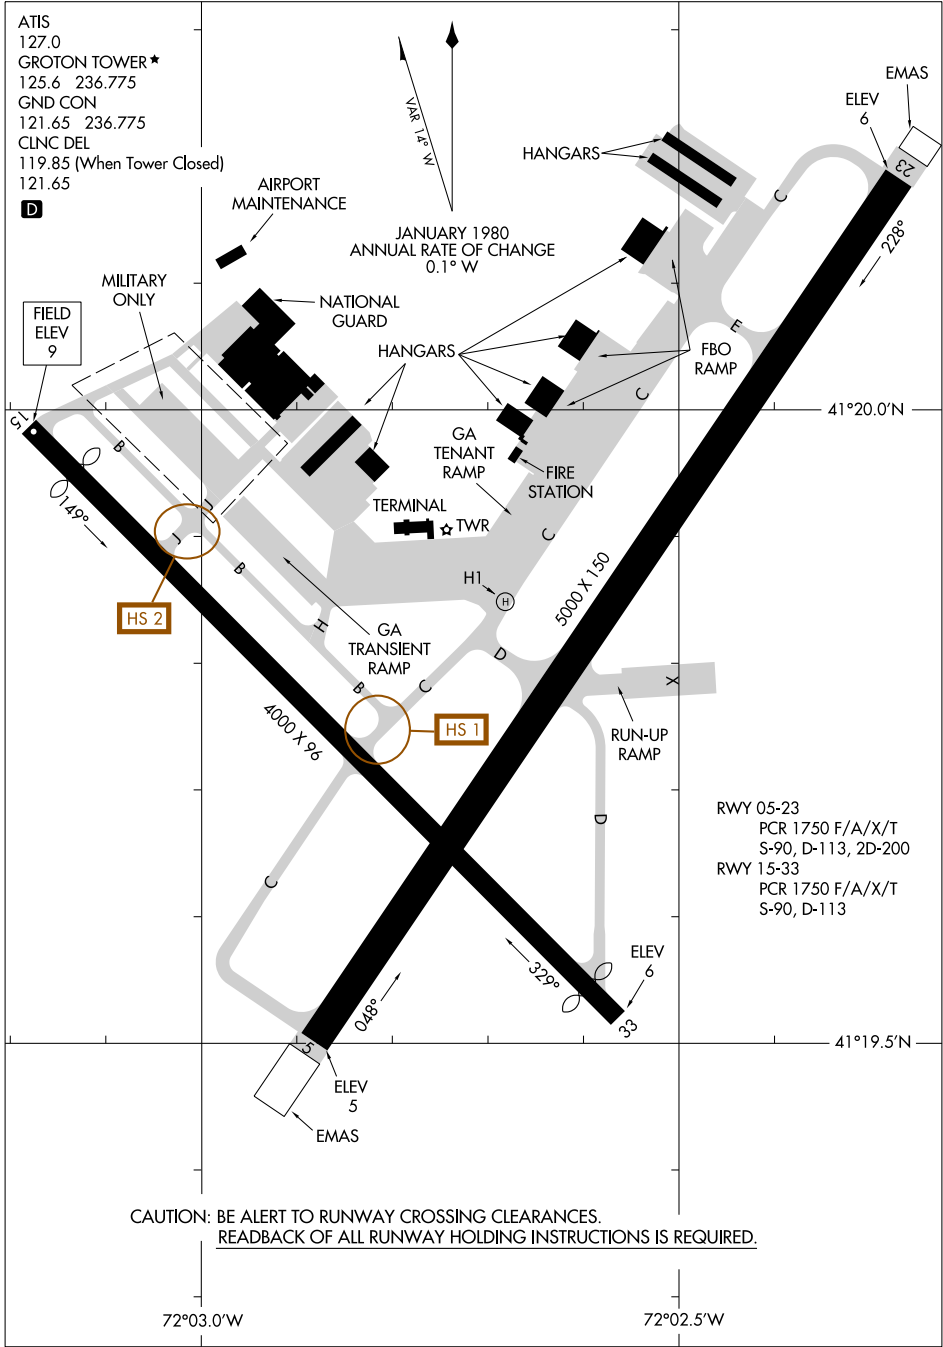 ATIS
127.0
GROTON TOWER★
125.6 236.775
GND CON
121.65 236.775
CLNC DEL
119.85 (When Tower Closed)
121.65
D
VAR 14° W
JANUARY 1980
ANNUAL RATE OF CHANGE
0.1° W
EMAS
ELEV
6
23
228°
HANGARS
C
AIRPORT
MAINTENANCE
MILITARY
ONLY
NATIONAL
GUARD
FIELD
ELEV
9
HANGARS
E
FBO
RAMP
C
15
41°20.0'N
B
149°
J
J
HS 2
B
GA
TENANT
RAMP
FIRE
STATION
TERMINAL
TWR
C
H1
H
5000 X 150
H
GA
TRANSIENT
RAMP
B
C
D
X
RUN-UP
RAMP
HS 1
4000 X 96
D
C
RWY 05-23
PCR 1750 F/A/X/T
S-90, D-113, 2D-200
RWY 15-33
PCR 1750 F/A/X/T
S-90, D-113
329°
ELEV
6
33
048°
5
41°19.5'N
ELEV
5
EMAS
CAUTION: BE ALERT TO RUNWAY CROSSING CLEARANCES.
READBACK OF ALL RUNWAY HOLDING INSTRUCTIONS IS REQUIRED.
72°03.0'W
72°02.5'W